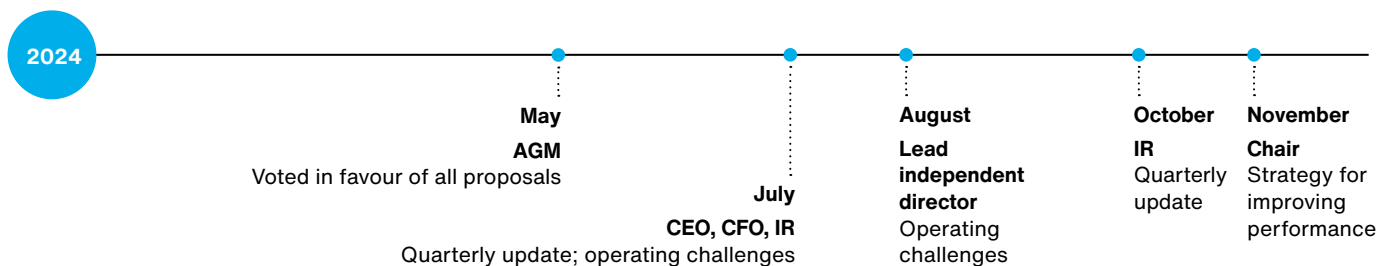 2024
May
AGM
Voted in favour of all proposals
July
CEO, CFO, IR
Quarterly update; operating challenges
August
Lead
independent
director
Operating
challenges
October
IR
Quarterly
update
November
Chair
Strategy for
improving
performance